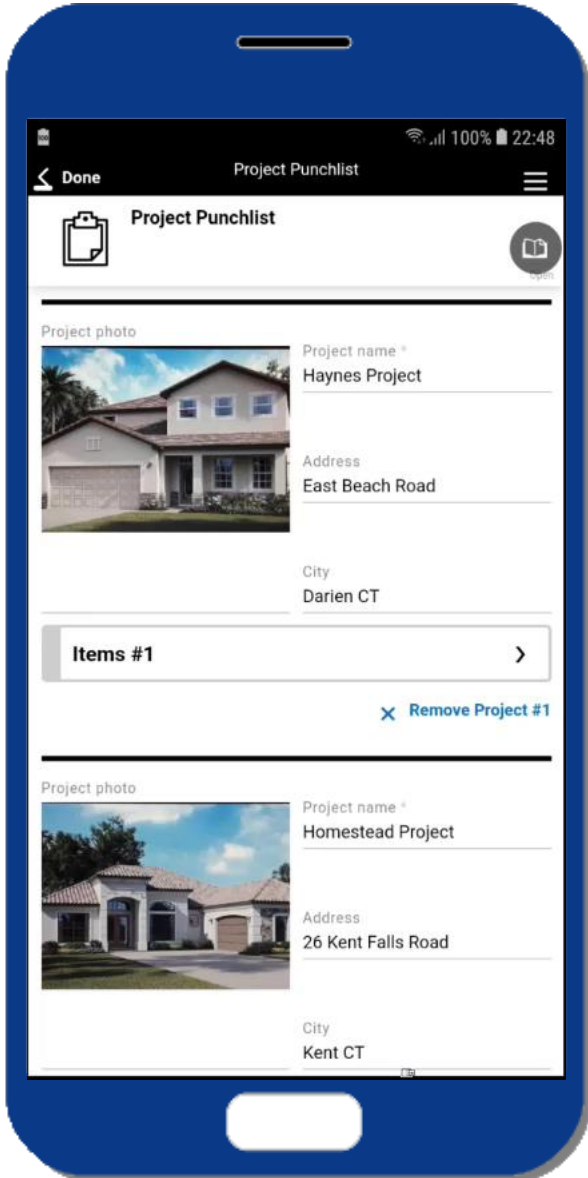 100% 22:48
Done
Project Punchlist
Project Punchlist
Open
Project photo
Project name *
Haynes Project
Address
East Beach Road
City
Darien CT
Items #1
Remove Project #1
Project photo
Project name *
Homestead Project
Address
26 Kent Falls Road
City
Kent CT